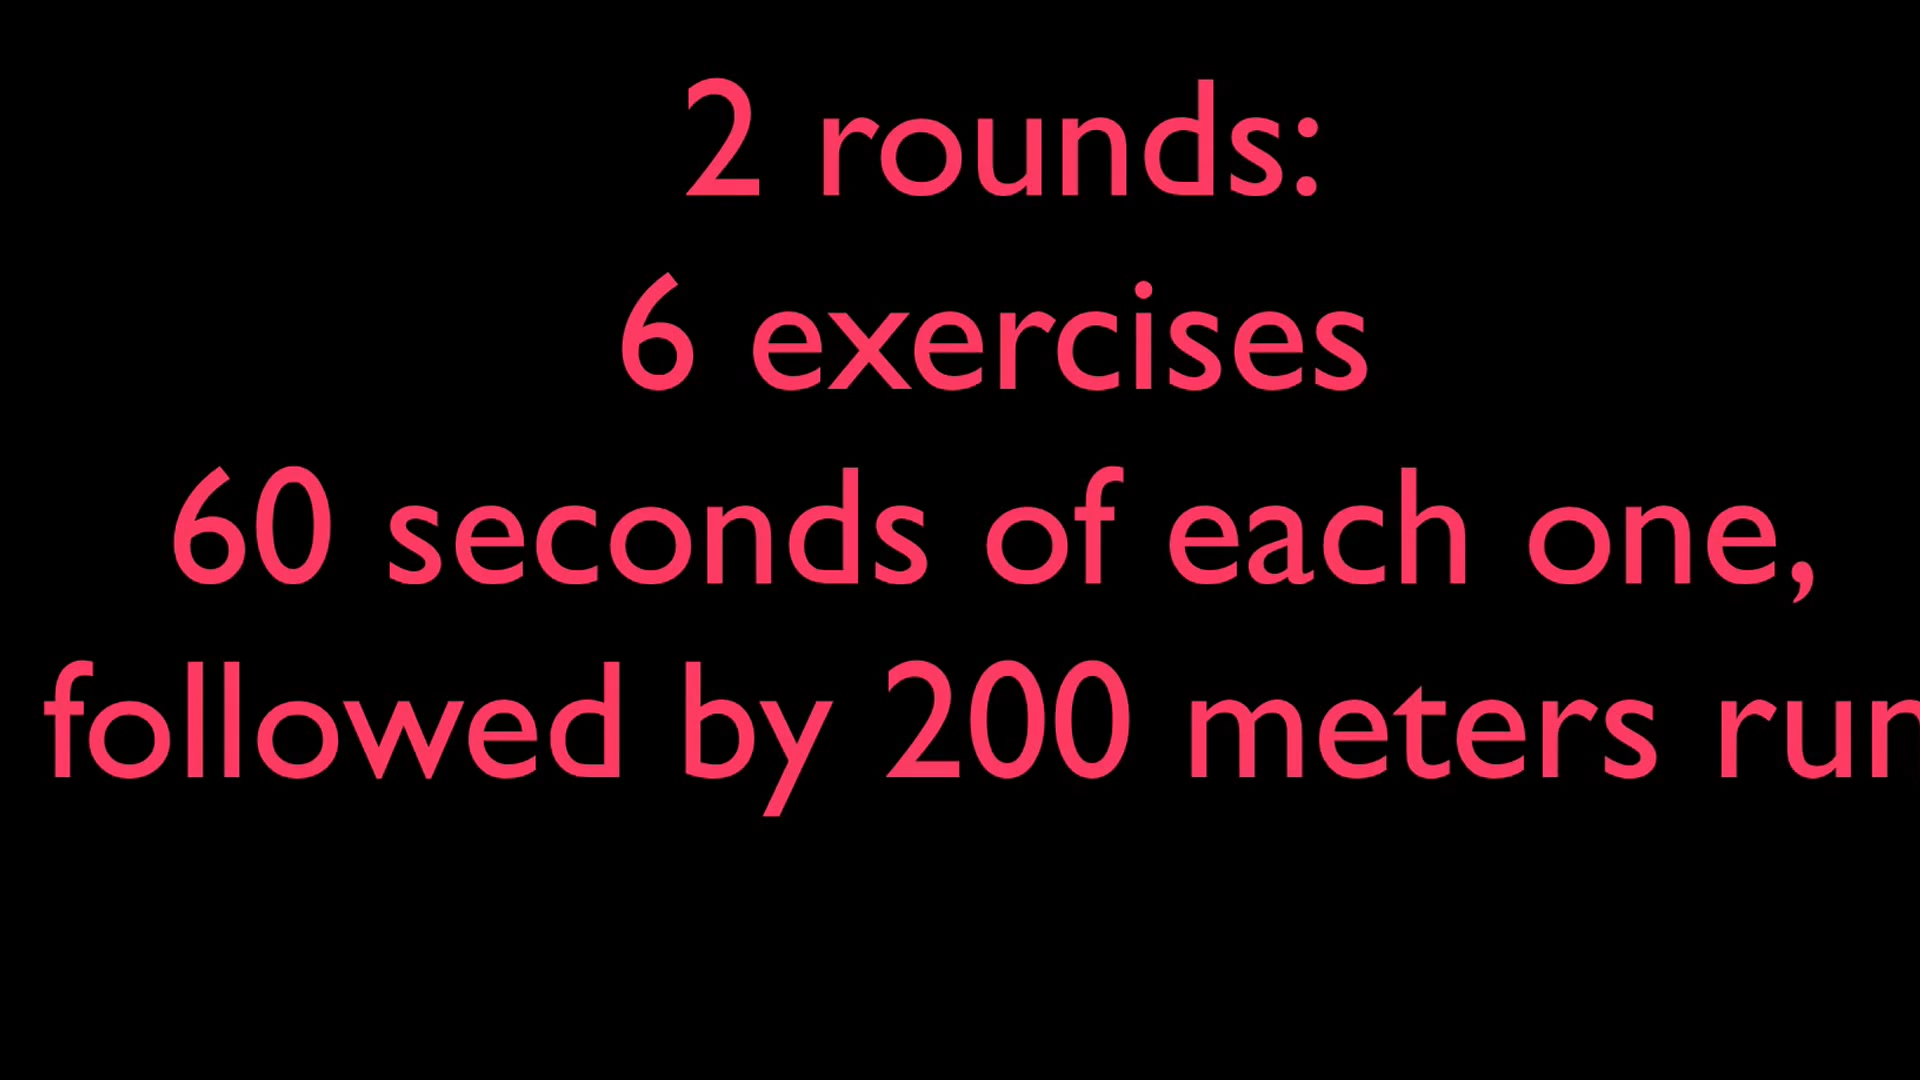 2 rounds:
6 exercises
60 seconds of each one,
followed by 200 meters run